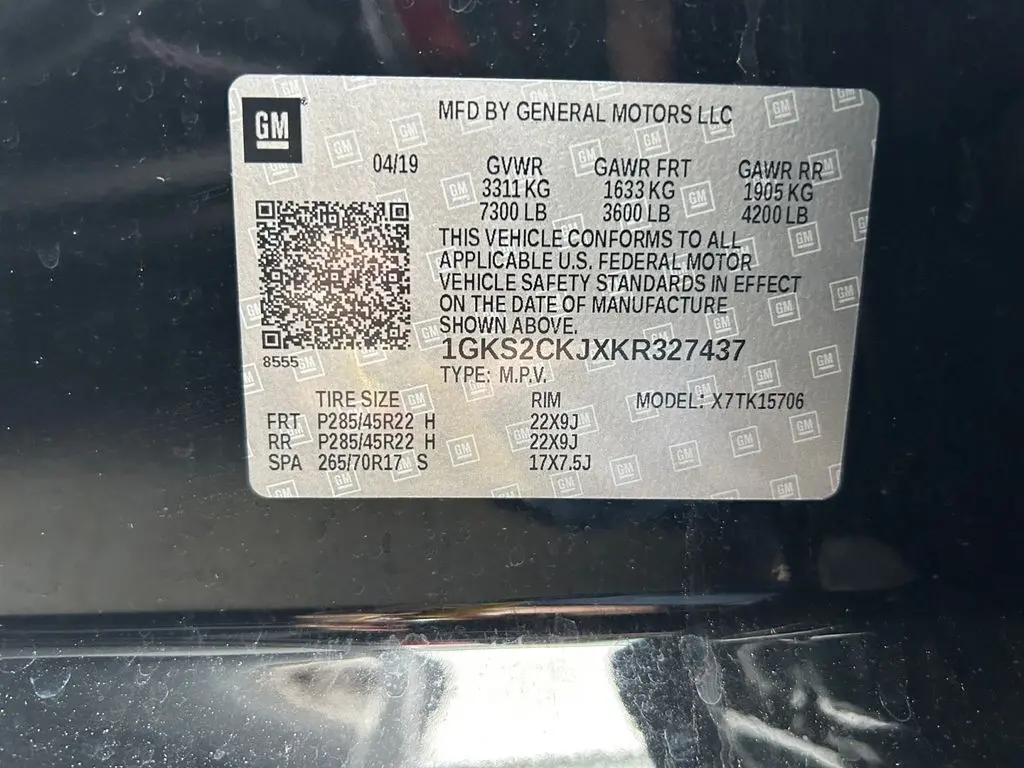 GM
MFD BY GENERAL MOTORS LLC
04/19
GVWR GAWR FRT GAWR RR
3311 KG 1633 KG 1905 KG
7300 LB 3600 LB 4200 LB
THIS VEHICLE CONFORMS TO ALL
APPLICABLE U.S. FEDERAL MOTOR
VEHICLE SAFETY STANDARDS IN EFFECT
ON THE DATE OF MANUFACTURE
SHOWN ABOVE.
8555
1GKS2CKJXKR327437
TYPE: M.P.V.
TIRE SIZE RIM MODEL: X7TK15706
FRT P285/45R22 H 22X9J
RR P285/45R22 H 22X9J
SPA 265/70R17 S 17X7.5J